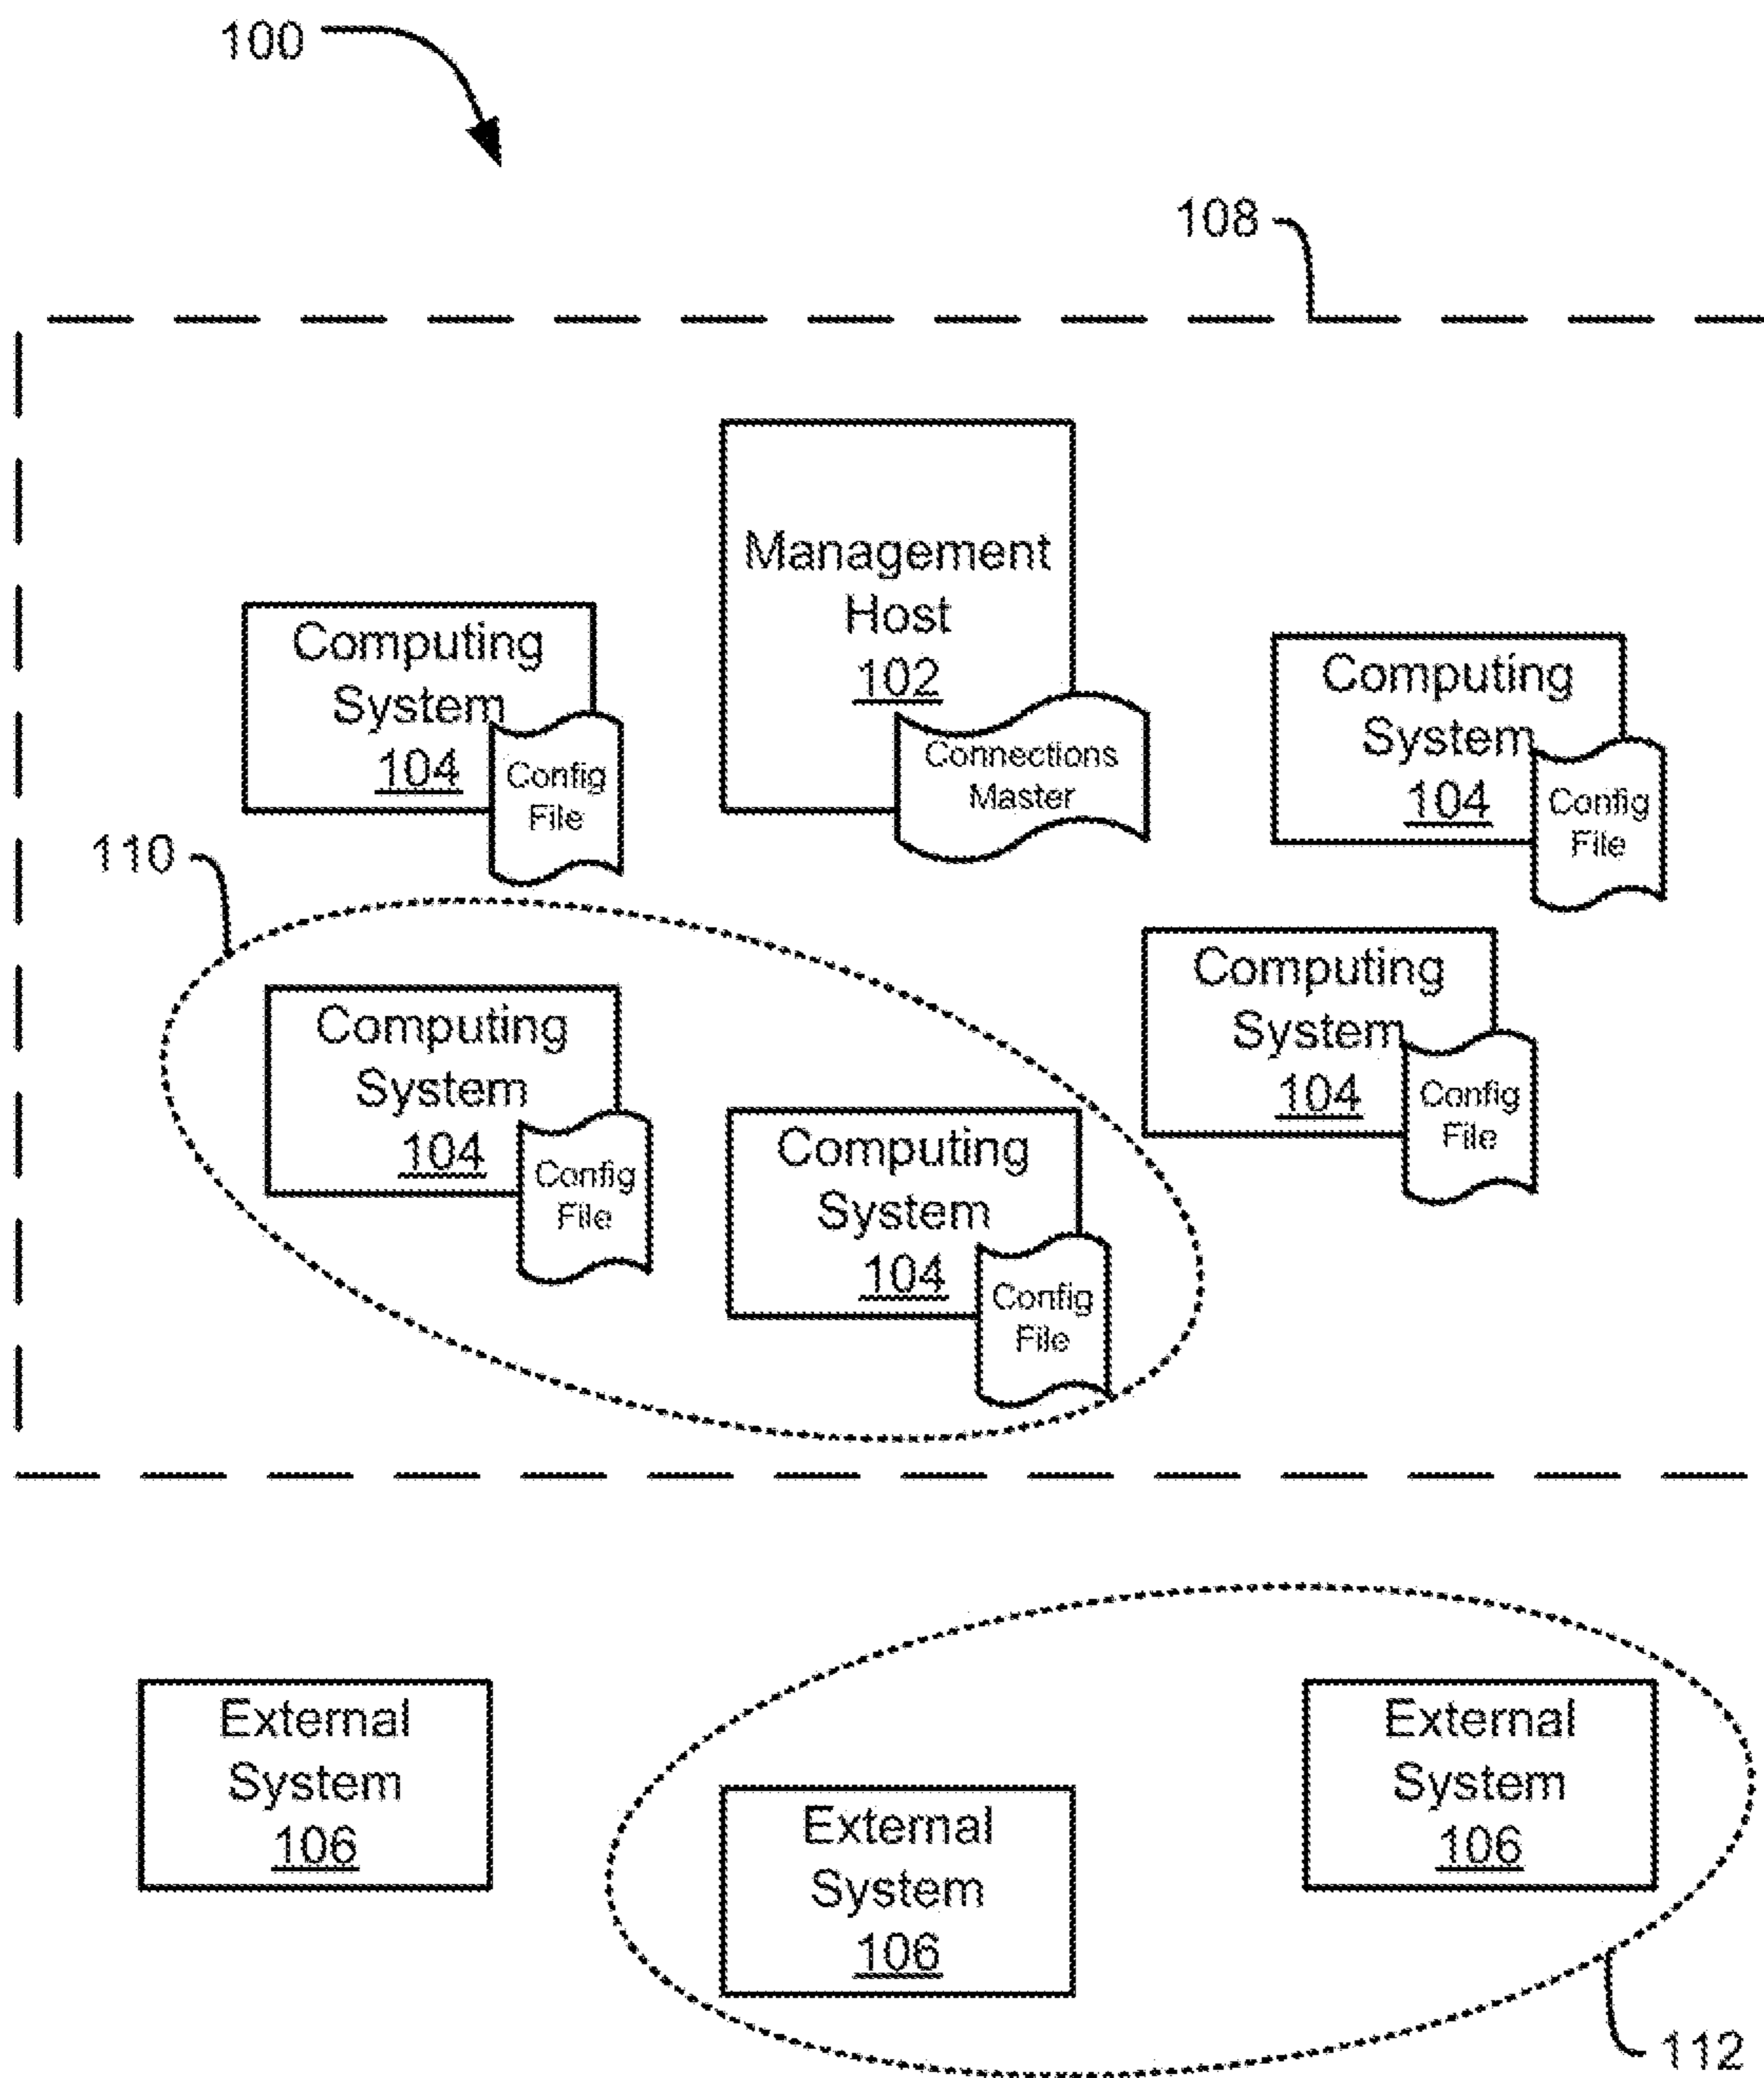 100
108
Management
Host
102
Connections
Master
Computing
System
104
Config
File
Computing
System
104
Config
File
110
Computing
System
104
Config
File
Computing
System
104
Config
File
Computing
System
104
Config
File
External
System
106
External
System
106
External
System
106
112